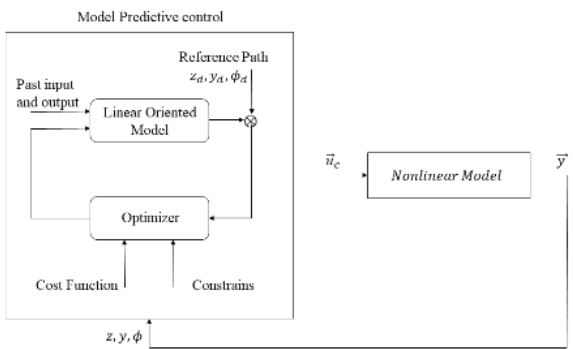 Model Predictive control
Reference Path
z_d, y_d, ϕ_d
Past input
and output
Linear Oriented
Model
u⃗_c
Nonlinear Model
y⃗
Optimizer
Cost Function
Constrains
z, y, ϕ